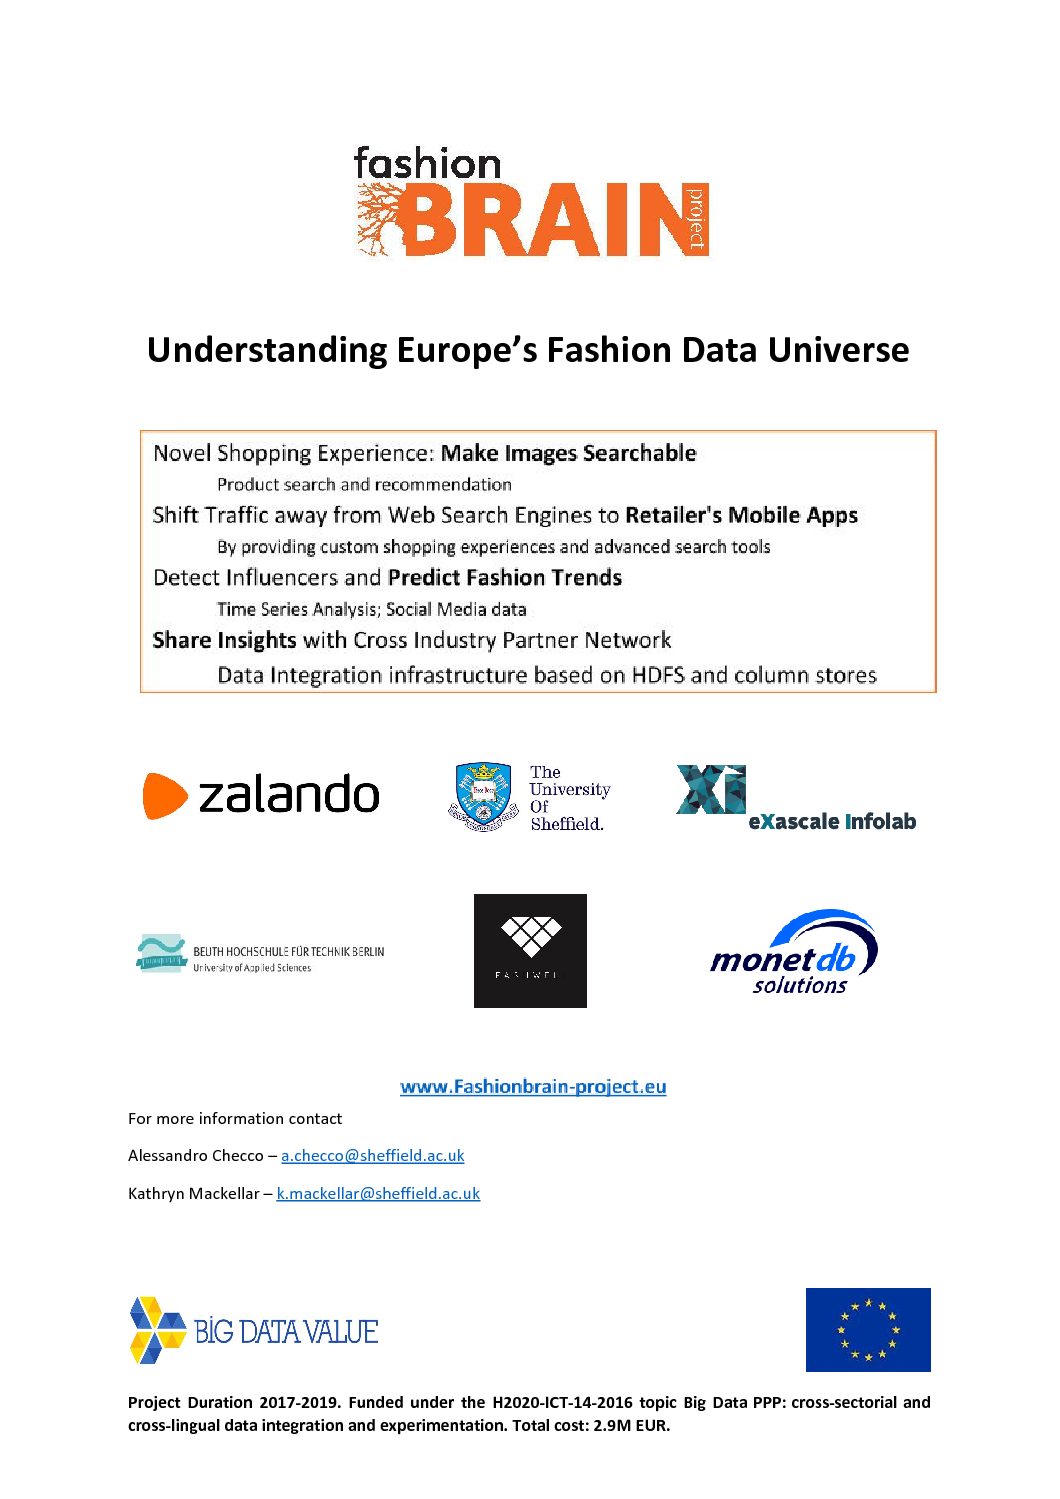 fashion
BRAIN
project
Understanding Europe’s Fashion Data Universe
Novel Shopping Experience: Make Images Searchable
Product search and recommendation
Shift Traffic away from Web Search Engines to Retailer's Mobile Apps
By providing custom shopping experiences and advanced search tools
Detect Influencers and Predict Fashion Trends
Time Series Analysis; Social Media data
Share Insights with Cross Industry Partner Network
Data Integration infrastructure based on HDFS and column stores
zalando
The
University
Of
Sheffield.
Xi
eXascale Infolab
BEUTH HOCHSCHULE FÜR TECHNIK BERLIN
University of Applied Sciences
FASHWELL
monetdb
solutions
www.Fashionbrain-project.eu
For more information contact
Alessandro Checco – a.checco@sheffield.ac.uk
Kathryn Mackellar – k.mackellar@sheffield.ac.uk
BIG DATA VALUE
Project Duration 2017-2019. Funded under the H2020-ICT-14-2016 topic Big Data PPP: cross-sectorial and
cross-lingual data integration and experimentation. Total cost: 2.9M EUR.